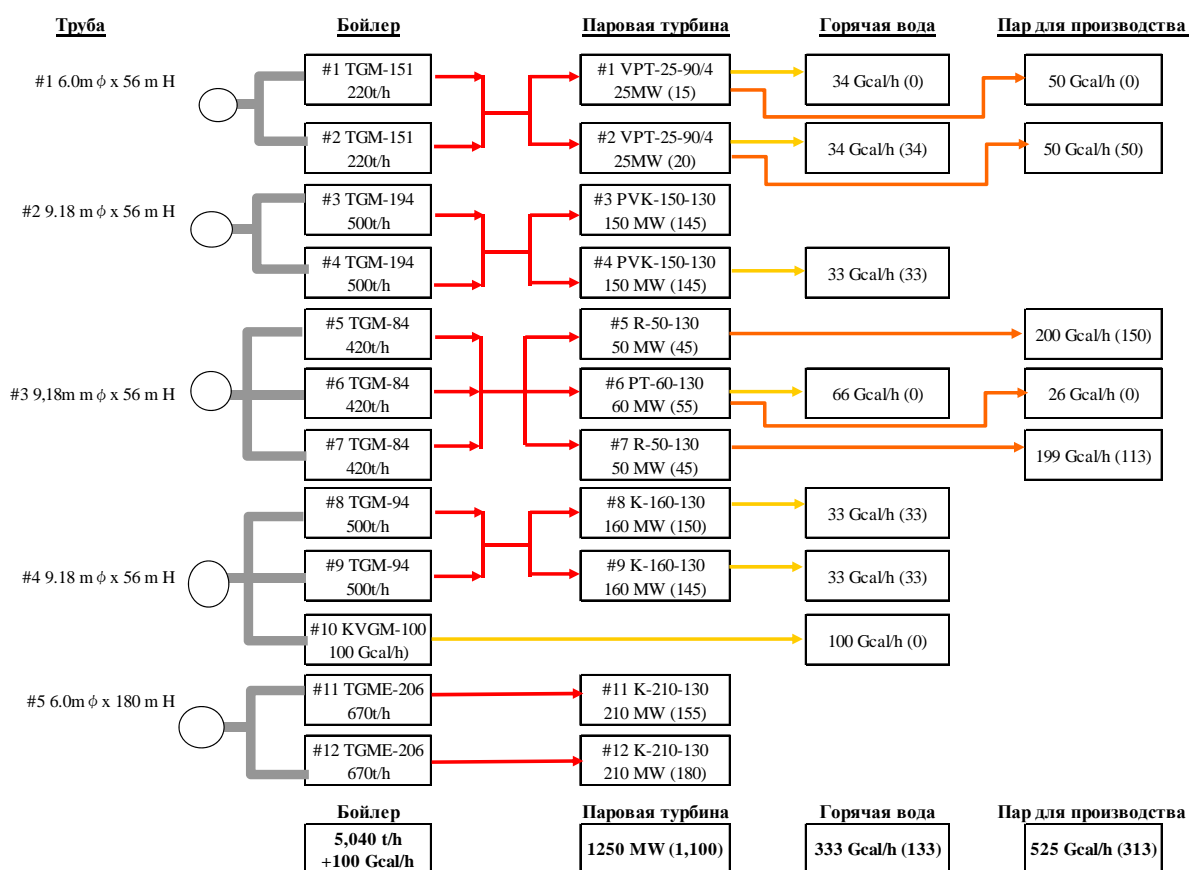 Труба Бойлер Паровая турбина Горячая вода Пар для производства
#1 6.0m ϕ x 56 m H
#1 TGM-151
220t/h
#1 VPT-25-90/4
25MW (15)
34 Gcal/h (0)
50 Gcal/h (0)
#2 TGM-151
220t/h
#2 VPT-25-90/4
25MW (20)
34 Gcal/h (34)
50 Gcal/h (50)
#2 9.18 m ϕ x 56 m H
#3 TGM-194
500t/h
#3 PVK-150-130
150 MW (145)
#4 TGM-194
500t/h
#4 PVK-150-130
150 MW (145)
33 Gcal/h (33)
#3 9,18m m ϕ x 56 m H
#5 TGM-84
420t/h
#5 R-50-130
50 MW (45)
200 Gcal/h (150)
#6 TGM-84
420t/h
#6 PT-60-130
60 MW (55)
66 Gcal/h (0)
26 Gcal/h (0)
#7 TGM-84
420t/h
#7 R-50-130
50 MW (45)
199 Gcal/h (113)
#4 9.18 m ϕ x 56 m H
#8 TGM-94
500t/h
#8 K-160-130
160 MW (150)
33 Gcal/h (33)
#9 TGM-94
500t/h
#9 K-160-130
160 MW (145)
33 Gcal/h (33)
#10 KVGM-100
100 Gcal/h)
100 Gcal/h (0)
#5 6.0m ϕ x 180 m H
#11 TGME-206
670t/h
#11 K-210-130
210 MW (155)
#12 TGME-206
670t/h
#12 K-210-130
210 MW (180)
Бойлер Паровая турбина Горячая вода Пар для производства
5,040 t/h
+100 Gcal/h
1250 MW (1,100)
333 Gcal/h (133)
525 Gcal/h (313)